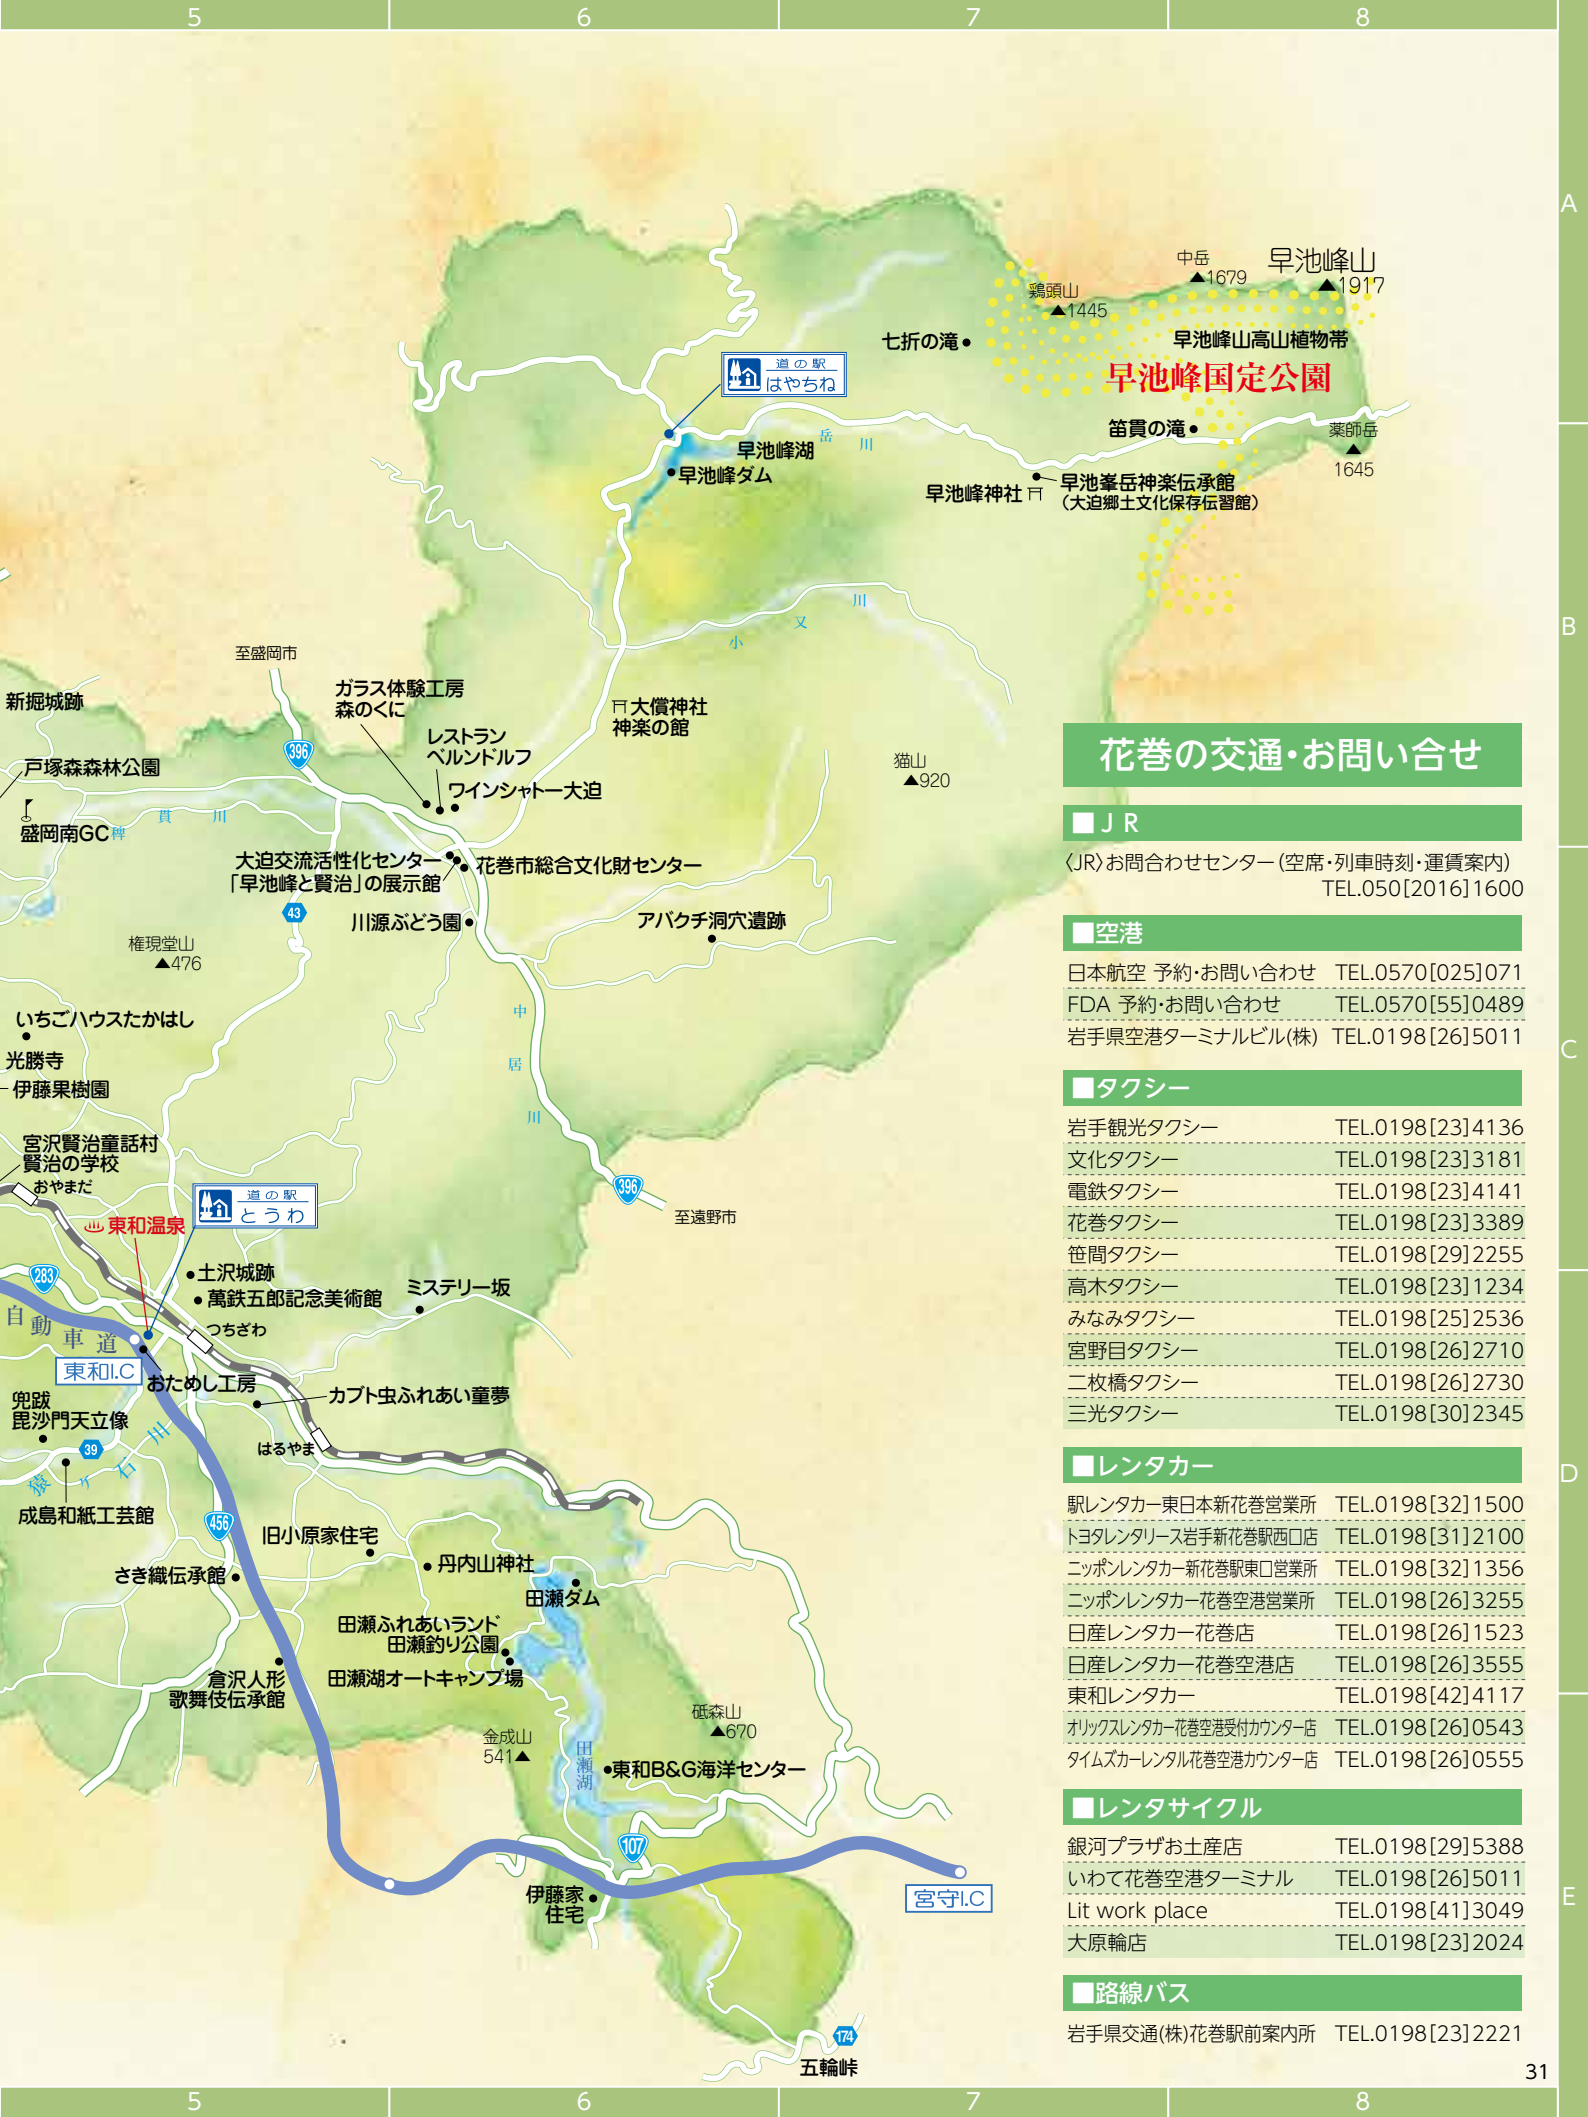 5
6
7
8
A
B
C
D
E
中岳
▲1679
早池峰山
▲1917
鶏頭山
▲1445
七折の滝
早池峰山高山植物帯
早池峰国定公園
道の駅
はやちね
笛貫の滝
薬師岳
▲
1645
岳川
早池峰湖
早池峰ダム
早池峰神社
早池峯岳神楽伝承館
（大迫郷土文化保存伝習館）
小又川
至盛岡市
新掘城跡
ガラス体験工房
森のくに
大償神社
神楽の館
レストラン
ベルンドルフ
396
戸塚森森林公園
猫山
▲920
ワインシャトー大迫
盛岡南GC
稗貫川
大迫交流活性化センター
花巻市総合文化財センター
「早池峰と賢治」の展示館
43
川源ぶどう園
アバクチ洞穴遺跡
権現堂山
▲476
中居川
いちごハウスたかはし
光勝寺
伊藤果樹園
宮沢賢治童話村
賢治の学校
おやまだ
道の駅
とうわ
396
至遠野市
東和温泉
283
土沢城跡
萬鉄五郎記念美術館
ミステリー坂
自動車道
つちざわ
東和I.C
おためし工房
カブト虫ふれあい童夢
兜跋
毘沙門天立像
はるやま
39
猿ヶ石川
成島和紙工芸館
456
旧小原家住宅
丹内山神社
さき織伝承館
田瀬ダム
田瀬ふれあいランド
田瀬釣り公園
田瀬湖オートキャンプ場
倉沢人形
歌舞伎伝承館
砥森山
▲670
金成山
541▲
田瀬湖
東和B&G海洋センター
107
伊藤家
住宅
宮守I.C
174
五輪峠
花巻の交通・お問い合せ
■ＪＲ
〈JR〉お問合わせセンター（空席・列車時刻・運賃案内）
TEL.050[2016]1600
■空港
日本航空 予約・お問い合わせ TEL.0570[025]071
FDA 予約・お問い合わせ TEL.0570[55]0489
岩手県空港ターミナルビル(株) TEL.0198[26]5011
■タクシー
岩手観光タクシー TEL.0198[23]4136
文化タクシー TEL.0198[23]3181
電鉄タクシー TEL.0198[23]4141
花巻タクシー TEL.0198[23]3389
笹間タクシー TEL.0198[29]2255
高木タクシー TEL.0198[23]1234
みなみタクシー TEL.0198[25]2536
宮野目タクシー TEL.0198[26]2710
二枚橋タクシー TEL.0198[26]2730
三光タクシー TEL.0198[30]2345
■レンタカー
駅レンタカー東日本新花巻営業所 TEL.0198[32]1500
トヨタレンタリース岩手新花巻駅西口店 TEL.0198[31]2100
ニッポンレンタカー新花巻駅東口営業所 TEL.0198[32]1356
ニッポンレンタカー花巻空港営業所 TEL.0198[26]3255
日産レンタカー花巻店 TEL.0198[26]1523
日産レンタカー花巻空港店 TEL.0198[26]3555
東和レンタカー TEL.0198[42]4117
オリックスレンタカー花巻空港受付カウンター店 TEL.0198[26]0543
タイムズカーレンタル花巻空港カウンター店 TEL.0198[26]0555
■レンタサイクル
銀河プラザお土産店 TEL.0198[29]5388
いわて花巻空港ターミナル TEL.0198[26]5011
Lit work place TEL.0198[41]3049
大原輪店 TEL.0198[23]2024
■路線バス
岩手県交通(株)花巻駅前案内所 TEL.0198[23]2221
31
5
6
7
8